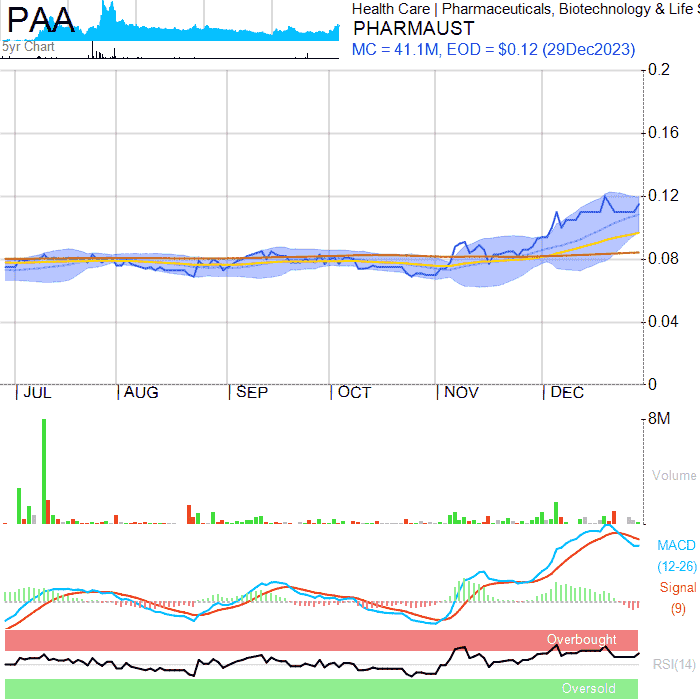 PAA
5yr Chart
Health Care | Pharmaceuticals, Biotechnology & Life S
PHARMAUST
MC = 41.1M, EOD = $0.12 (29Dec2023)
0.2
0.16
0.12
0.08
0.04
0
| JUL | AUG | SEP | OCT | NOV | DEC
8M
Volume
MACD
(12-26)
Signal
(9)
Overbought
RSI(14)
Oversold